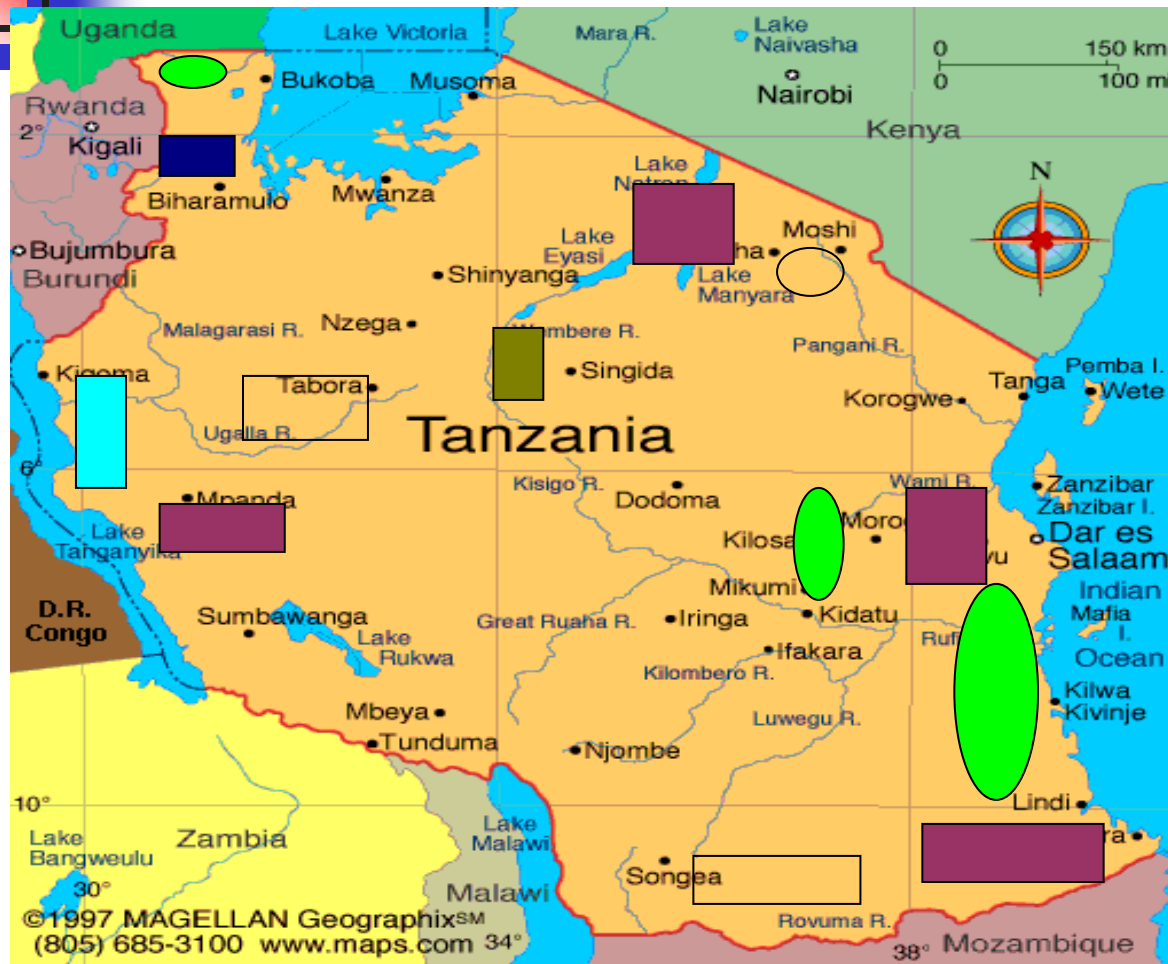 Uganda
Lake Victoria
Mara R.
Lake
Naivasha
0 150 km
0 100 mi
Bukoba
Musoma
Nairobi
Rwanda
Kigali
2°
Kenya
N
Lake
Biharamulo
Mwanza
Bujumbura
Burundi
Lake
Eyasi
Moshi
Shinyanga
Lake
Manyara
Malagarasi R.
Nzega
Pangani R.
Kigoma
Tabora
Singida
Pemba I.
Tanga
Wete
Korogwe
Ugalla R.
Tanzania
6°
Kisigo R.
Dodoma
Wami R.
Zanzibar
Zanzibar I.
Mpanda
Lake
Tanganyika
Dar es
Salaam
Mikumi
Indian
Ocean
Mafia
I.
D.R.
Congo
Sumbawanga
Great Ruaha R.
Iringa
Kidatu
Lake
Rukwa
Kilombero R.
Ifakara
Kilwa
Kivinje
Mbeya
Luwegu R.
Tunduma
Njombe
10°
Lindi
Zambia
Lake
Malawi
Lake
Bangweulu
30°
Malawi
Songea
Rovuma R.
©1997 MAGELLAN Geographix℠
(805) 685-3100 www.maps.com
34°
38°
Mozambique